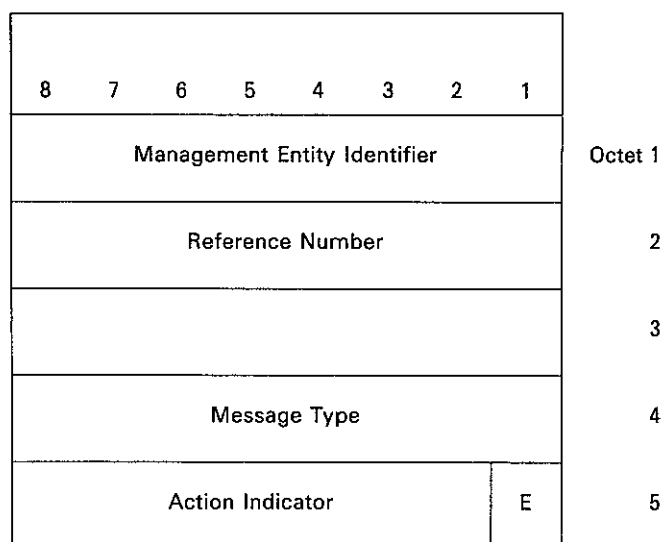 8 7 6 5 4 3 2 1
Management Entity Identifier Octet 1
Reference Number 2
3
Message Type 4
Action Indicator E 5